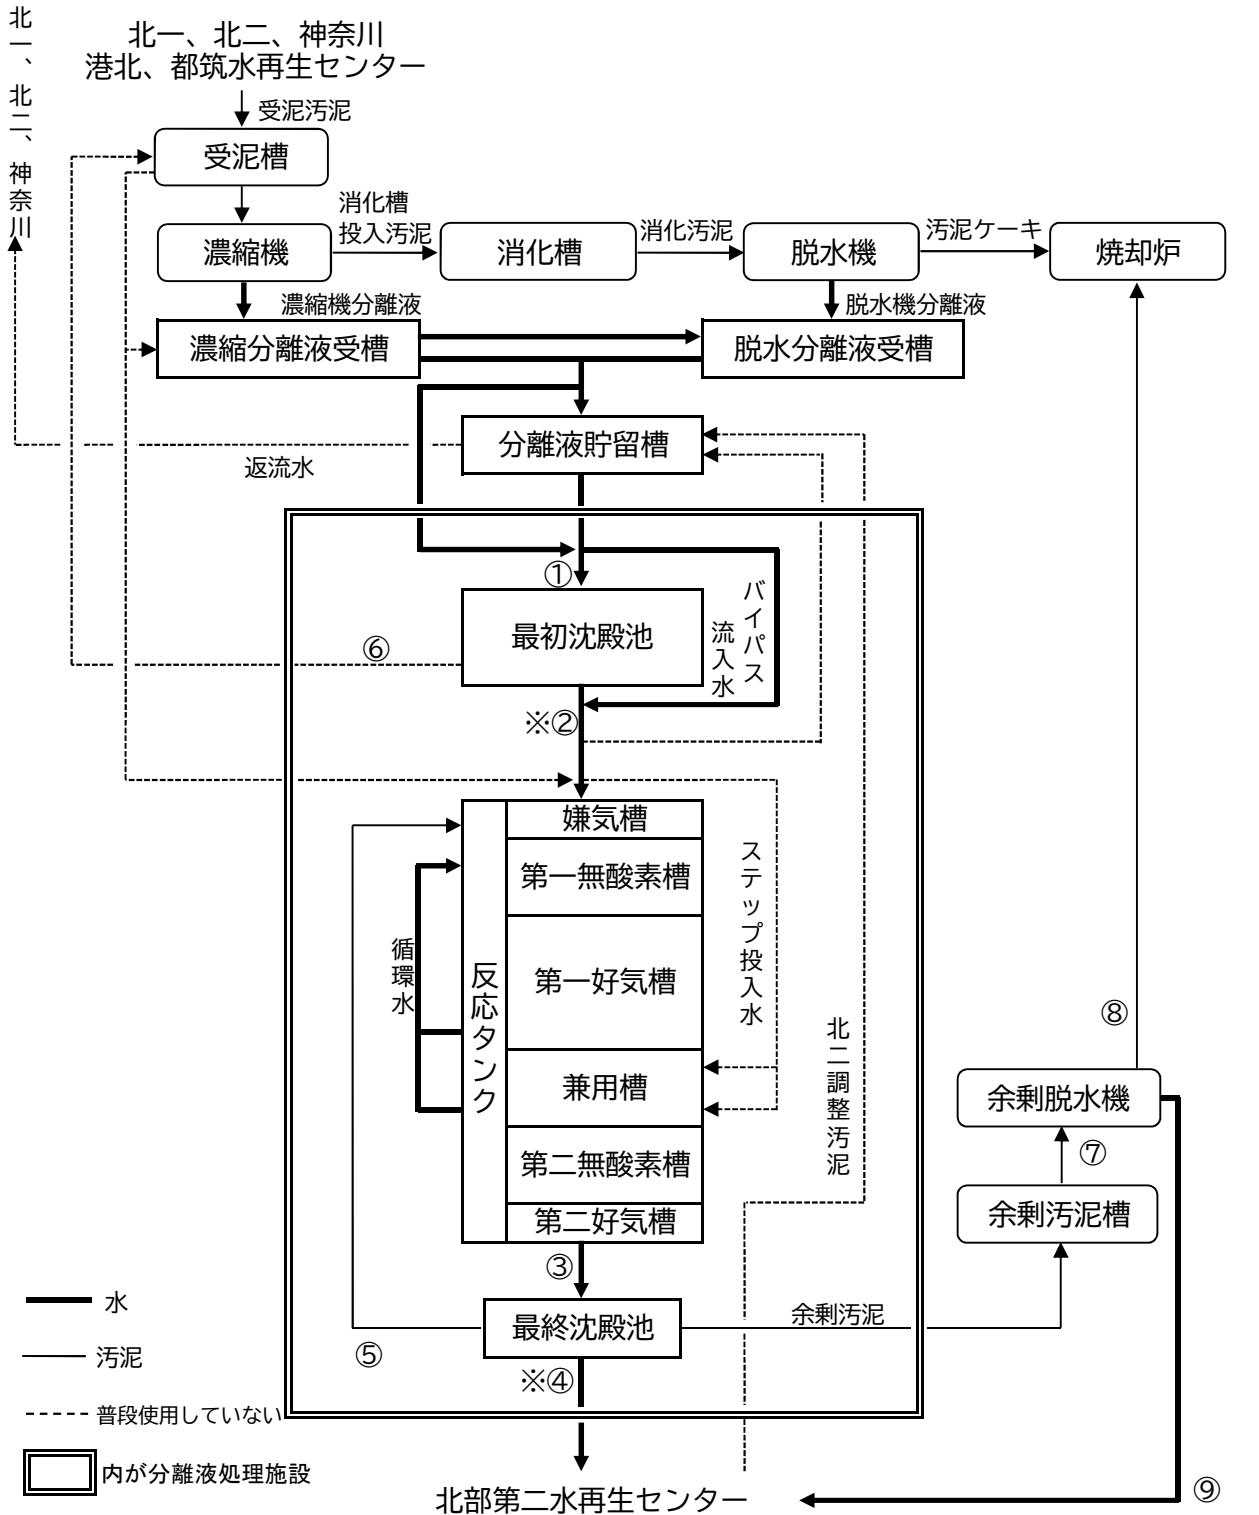 北一、北二、神奈川
北一、北二、神奈川
港北、都筑水再生センター
受泥汚泥
受泥槽
消化槽
投入汚泥
消化汚泥
汚泥ケーキ
濃縮機
消化槽
脱水機
焼却炉
濃縮機分離液
脱水機分離液
濃縮分離液受槽
脱水分離液受槽
分離液貯留槽
返流水
①
バイパス
流入水
最初沈殿池
⑥
※②
嫌気槽
第一無酸素槽
ステップ投入水
循環水
反応タンク
第一好気槽
⑧
北二調整汚泥
兼用槽
余剰脱水機
⑦
第二無酸素槽
余剰汚泥槽
第二好気槽
③
水
余剰汚泥
最終沈殿池
汚泥
⑤
※④
普段使用していない
内が分離液処理施設
⑨
北部第二水再生センター